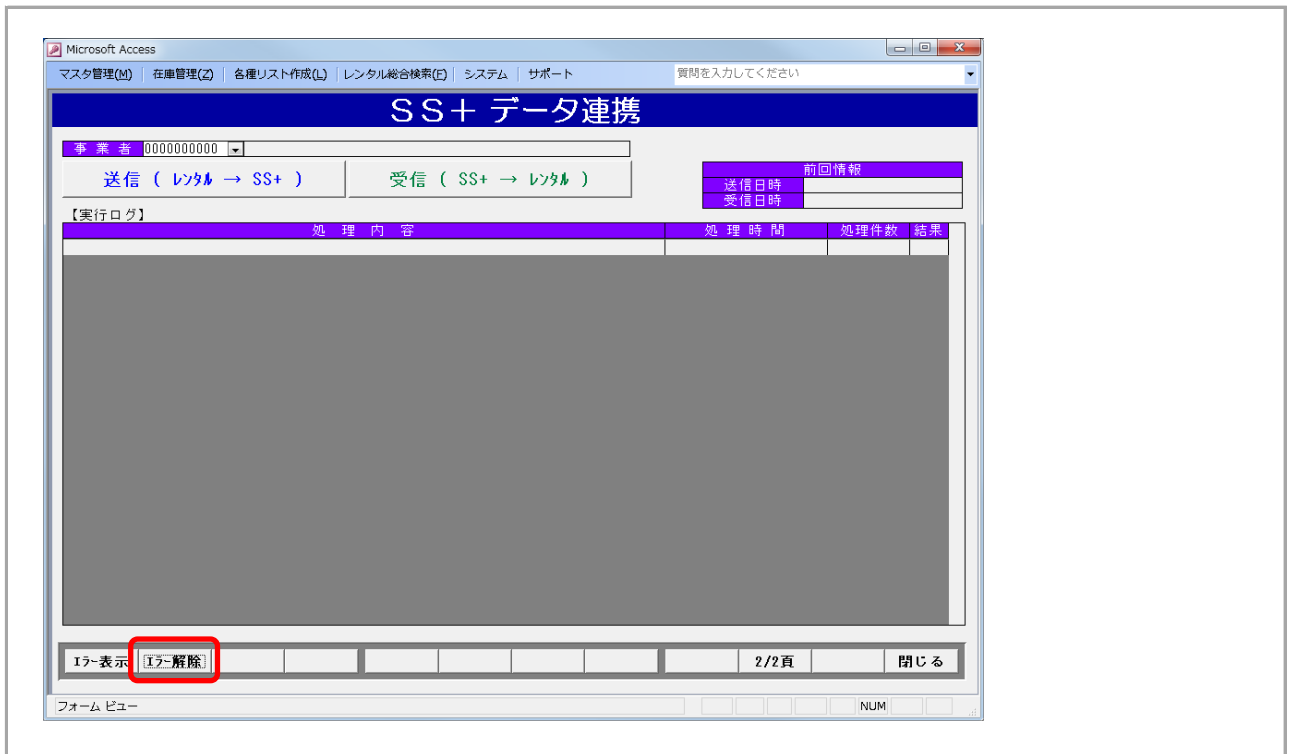 Microsoft Access
マスタ管理(M) 在庫管理(Z) 各種リスト作成(L) レンタル総合検索(F) システム サポート 質問を入力してください
SS+ データ連携
事業者 0000000000
送信 ( ﾚﾝﾀﾙ → SS+ ) 受信 ( SS+ → ﾚﾝﾀﾙ )
前回情報
送信日時
受信日時
【実行ログ】
処理内容 処理時間 処理件数 結果
ｴﾗｰ表示 ｴﾗｰ解除 2/2頁 閉じる
フォーム ビュー NUM